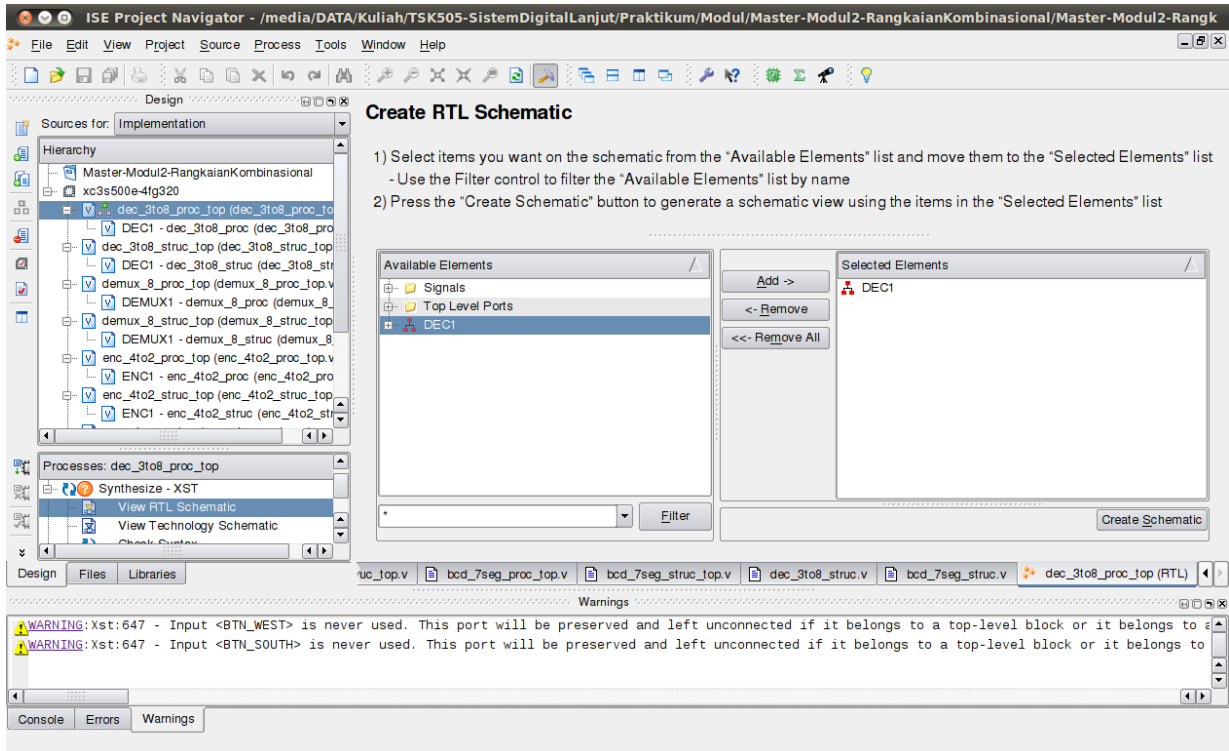 ISE Project Navigator - /media/DATA/Kuliah/TSK505-SistemDigitalLanjut/Praktikum/Modul/Master-Modul2-RangkaianKombinasional/Master-Modul2-Rangk
File Edit View Project Source Process Tools Window Help
Design
Sources for: Implementation
Hierarchy
Master-Modul2-RangkaianKombinasional
xc3s500e-4fg320
dec_3to8_proc_top (dec_3to8_proc_to
DEC1 - dec_3to8_proc (dec_3to8_pro
dec_3to8_struc_top (dec_3to8_struc_top
DEC1 - dec_3to8_struc (dec_3to8_str
demux_8_proc_top (demux_8_proc_top.v
DEMUX1 - demux_8_proc (demux_8_
demux_8_struc_top (demux_8_struc_top
DEMUX1 - demux_8_struc (demux_8
enc_4to2_proc_top (enc_4to2_proc_top.v
ENC1 - enc_4to2_proc (enc_4to2_pro
enc_4to2_struc_top (enc_4to2_struc_top
ENC1 - enc_4to2_struc (enc_4to2_str
Processes: dec_3to8_proc_top
Synthesize - XST
View RTL Schematic
View Technology Schematic
Check Syntax
Design Files Libraries
Create RTL Schematic
1) Select items you want on the schematic from the "Available Elements" list and move them to the "Selected Elements" list
- Use the Filter control to filter the "Available Elements" list by name
2) Press the "Create Schematic" button to generate a schematic view using the items in the "Selected Elements" list
Available Elements
Signals
Top Level Ports
DEC1
* Filter
Add ->
<- Remove
<<- Remove All
Selected Elements
DEC1
Create Schematic
uc_top.v bcd_7seg_proc_top.v bcd_7seg_struc_top.v dec_3to8_struc.v bcd_7seg_struc.v dec_3to8_proc_top (RTL)
Warnings
WARNING:Xst:647 - Input <BTN_WEST> is never used. This port will be preserved and left unconnected if it belongs to a top-level block or it belongs to a
WARNING:Xst:647 - Input <BTN_SOUTH> is never used. This port will be preserved and left unconnected if it belongs to a top-level block or it belongs to
Console Errors Warnings